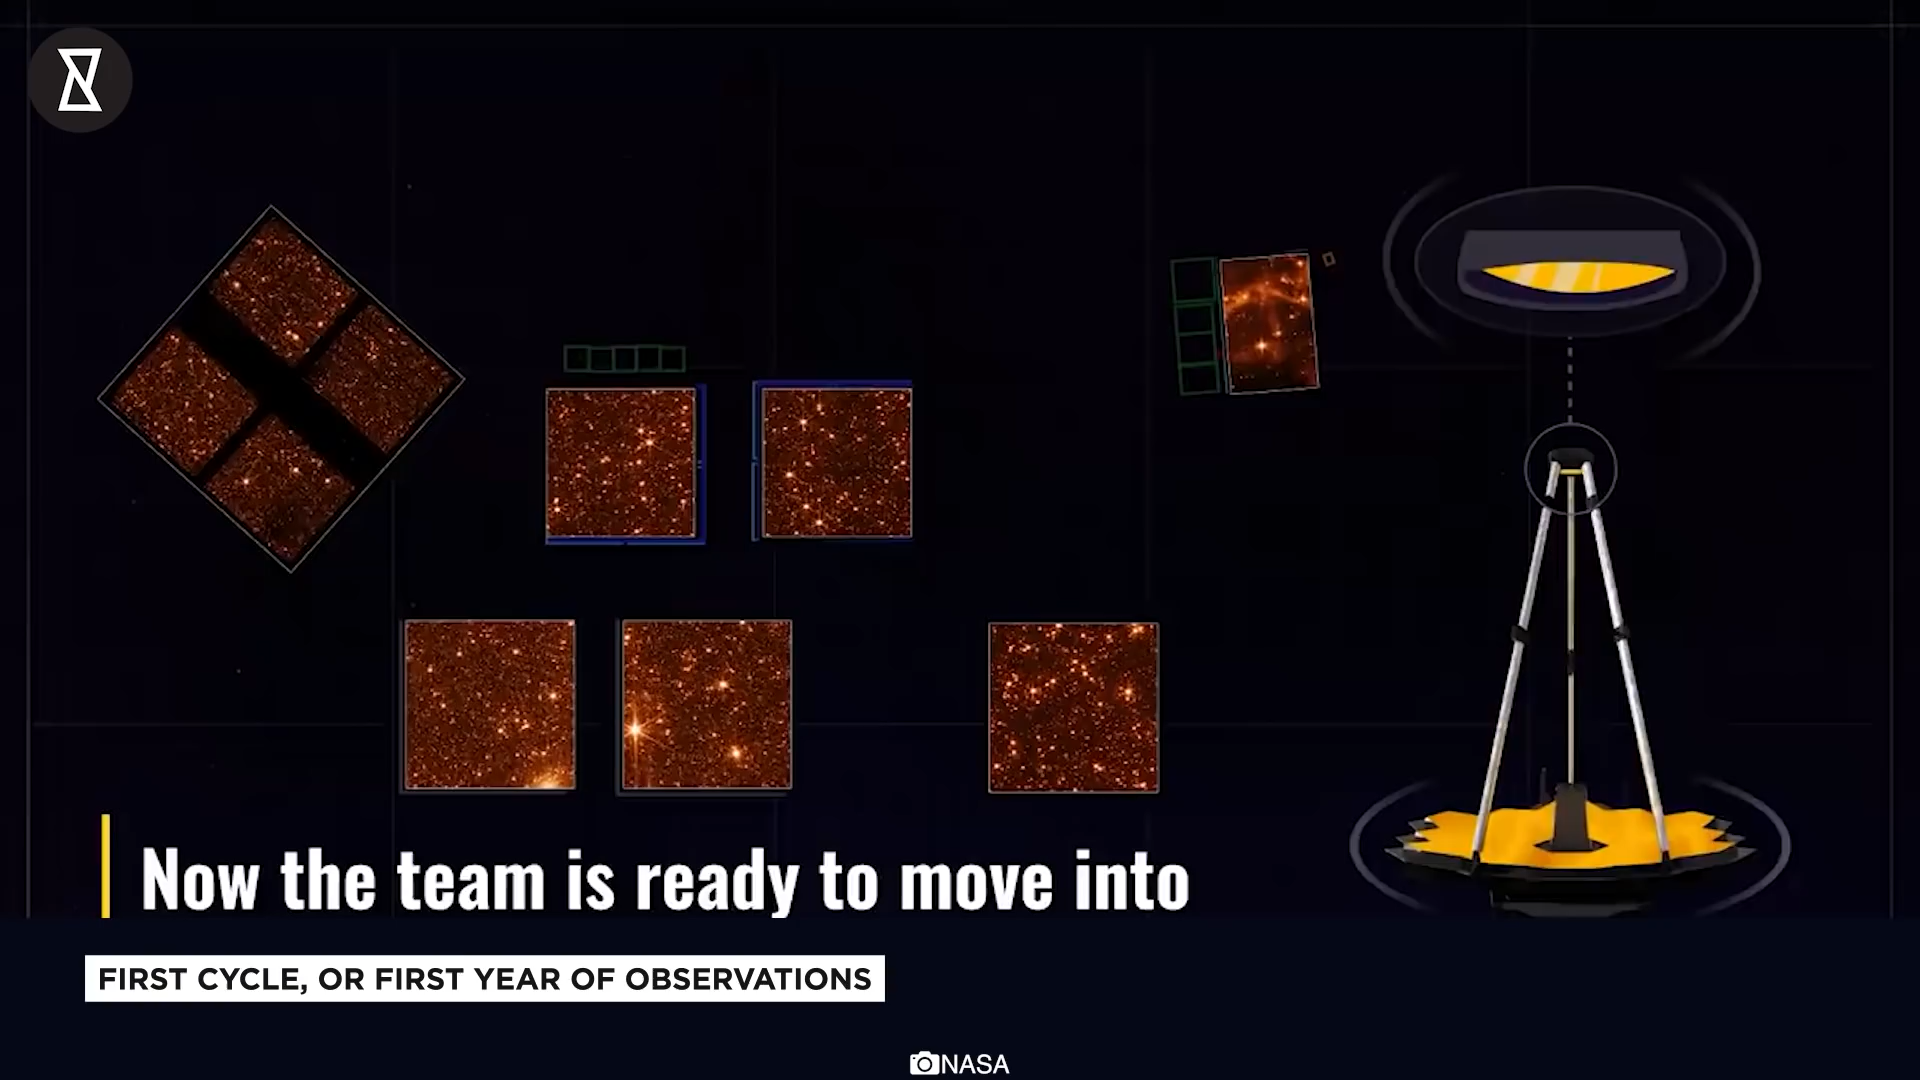 Now the team is ready to move into
FIRST CYCLE, OR FIRST YEAR OF OBSERVATIONS
NASA